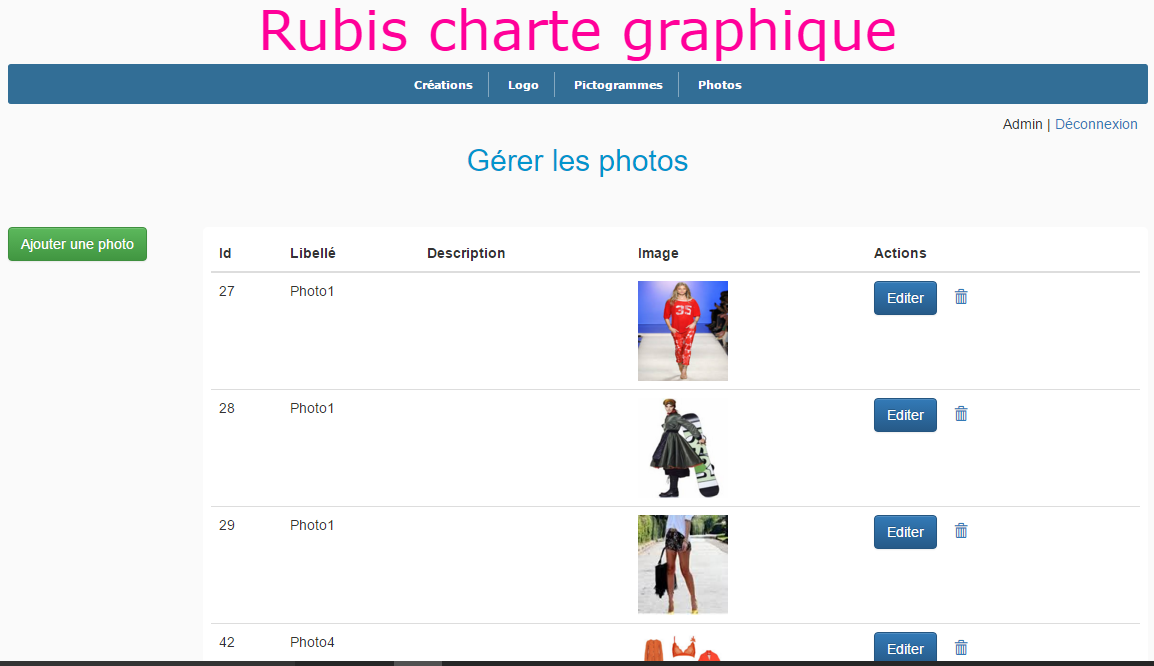 Rubis charte graphique
Créations Logo Pictogrammes Photos
Admin | Déconnexion
Gérer les photos
Ajouter une photo
Id Libellé Description Image Actions
27 Photo1 Editer
35
28 Photo1 Editer
29 Photo1 Editer
42 Photo4 Editer